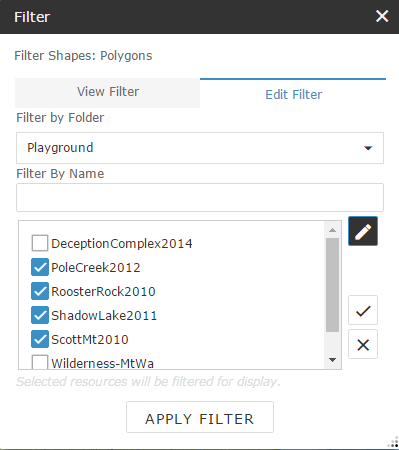 Filter
Filter Shapes: Polygons
View Filter
Edit Filter
Filter by Folder
Playground
Filter By Name
DeceptionComplex2014
PoleCreek2012
RoosterRock2010
ShadowLake2011
ScottMt2010
Wilderness-MtWa
Selected resources will be filtered for display.
APPLY FILTER